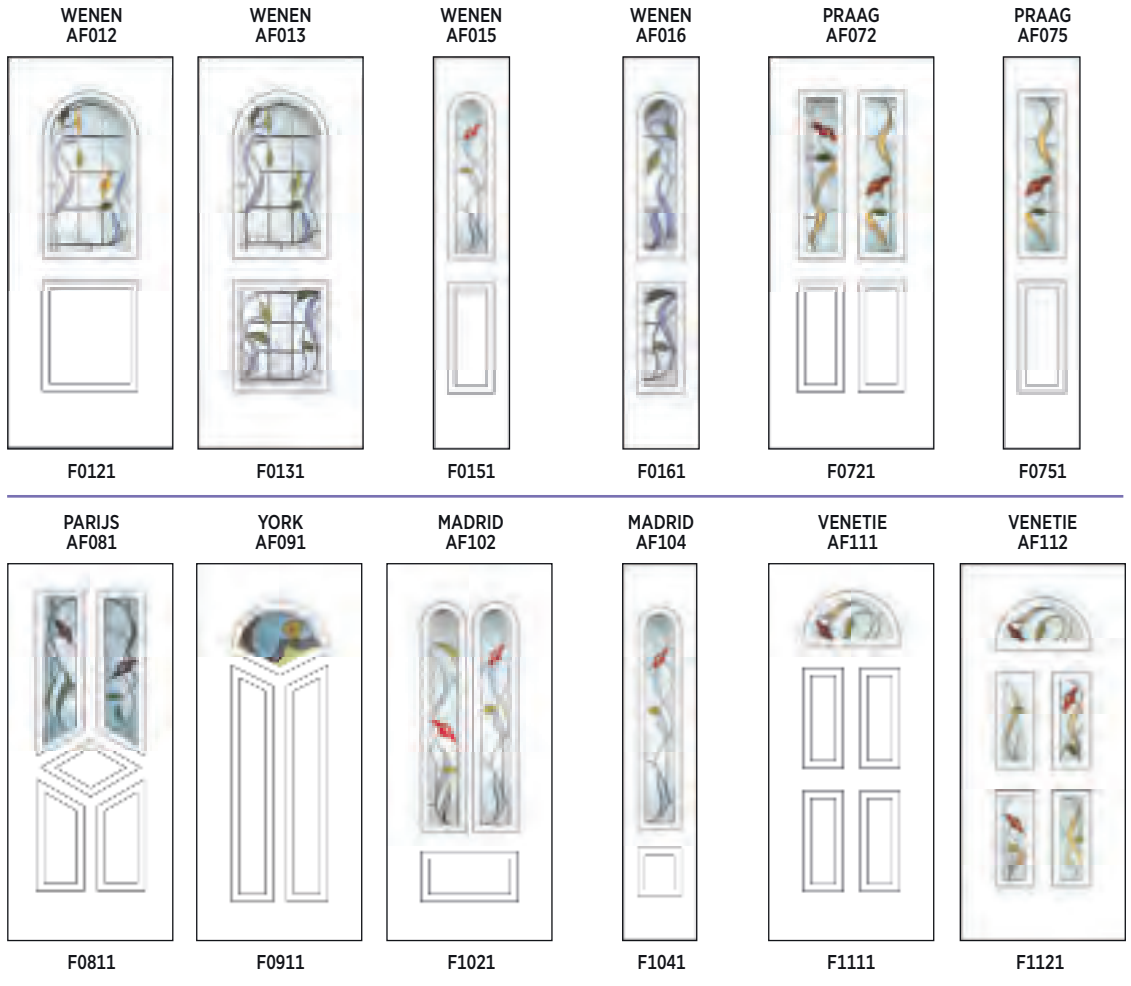 WENEN
AF012
WENEN
AF013
WENEN
AF015
WENEN
AF016
PRAAG
AF072
PRAAG
AF075
F0121
F0131
F0151
F0161
F0721
F0751
PARIJS
AF081
YORK
AF091
MADRID
AF102
MADRID
AF104
VENETIE
AF111
VENETIE
AF112
F0811
F0911
F1021
F1041
F1111
F1121